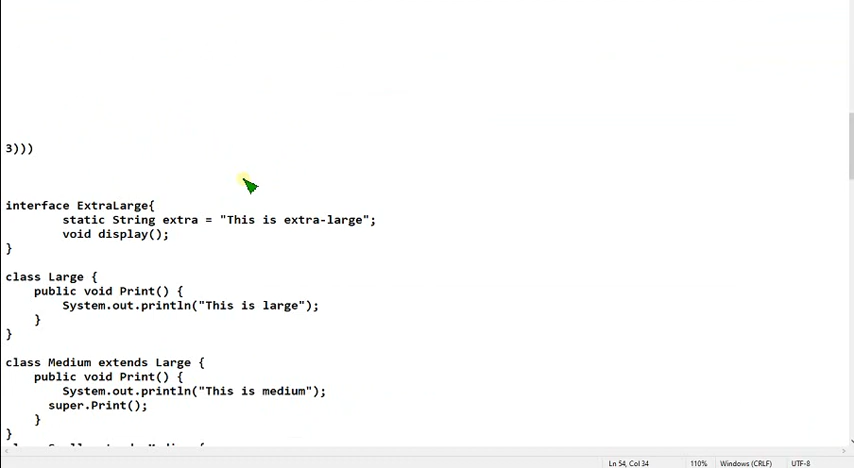 3)))
interface ExtraLarge{
static String extra = "This is extra-large";
void display();
}
class Large {
public void Print() {
System.out.println("This is large");
}
}
class Medium extends Large {
public void Print() {
System.out.println("This is medium");
super.Print();
}
}
Ln 54, Col 34 110% Windows (CRLF) UTF-8